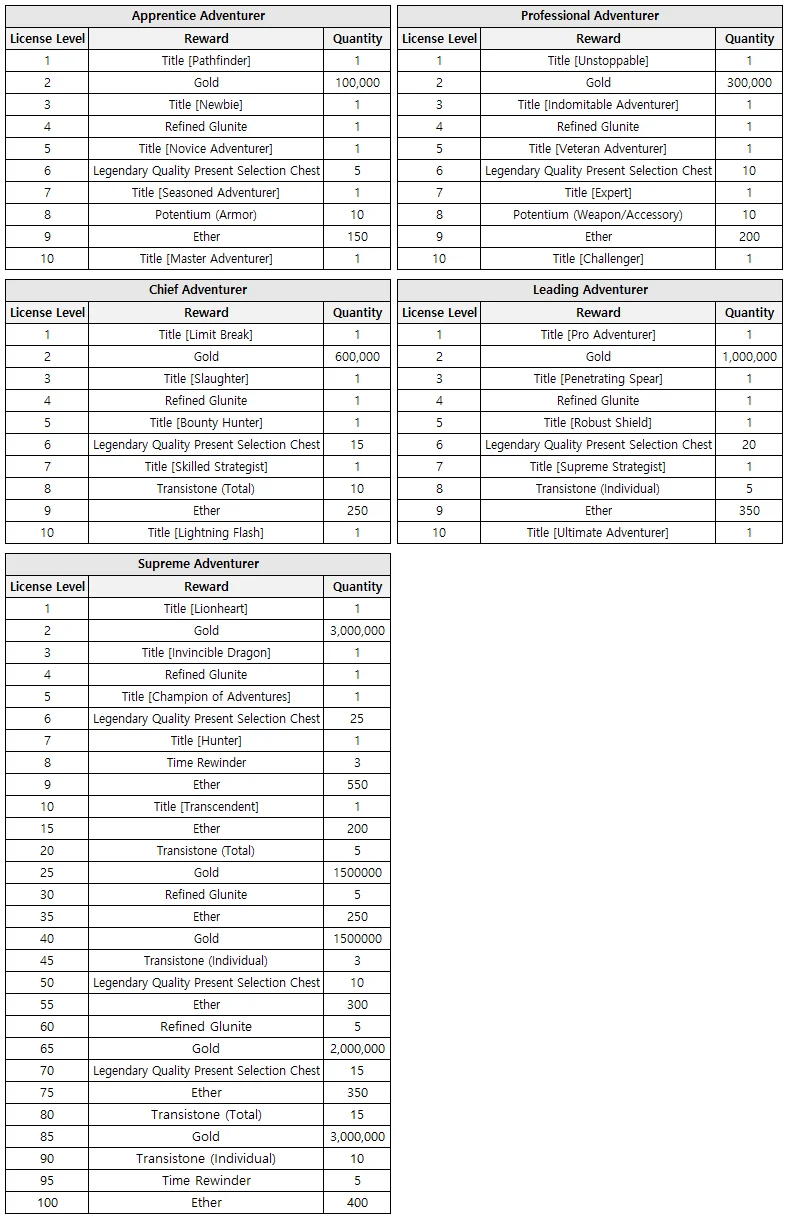 Apprentice Adventurer
License Level Reward Quantity
1 Title [Pathfinder] 1
2 Gold 100,000
3 Title [Newbie] 1
4 Refined Glunite 1
5 Title [Novice Adventurer] 1
6 Legendary Quality Present Selection Chest 5
7 Title [Seasoned Adventurer] 1
8 Potentium (Armor) 10
9 Ether 150
10 Title [Master Adventurer] 1
Professional Adventurer
License Level Reward Quantity
1 Title [Unstoppable] 1
2 Gold 300,000
3 Title [Indomitable Adventurer] 1
4 Refined Glunite 1
5 Title [Veteran Adventurer] 1
6 Legendary Quality Present Selection Chest 10
7 Title [Expert] 1
8 Potentium (Weapon/Accessory) 10
9 Ether 200
10 Title [Challenger] 1
Chief Adventurer
License Level Reward Quantity
1 Title [Limit Break] 1
2 Gold 600,000
3 Title [Slaughter] 1
4 Refined Glunite 1
5 Title [Bounty Hunter] 1
6 Legendary Quality Present Selection Chest 15
7 Title [Skilled Strategist] 1
8 Transistone (Total) 10
9 Ether 250
10 Title [Lightning Flash] 1
Leading Adventurer
License Level Reward Quantity
1 Title [Pro Adventurer] 1
2 Gold 1,000,000
3 Title [Penetrating Spear] 1
4 Refined Glunite 1
5 Title [Robust Shield] 1
6 Legendary Quality Present Selection Chest 20
7 Title [Supreme Strategist] 1
8 Transistone (Individual) 5
9 Ether 350
10 Title [Ultimate Adventurer] 1
Supreme Adventurer
License Level Reward Quantity
1 Title [Lionheart] 1
2 Gold 3,000,000
3 Title [Invincible Dragon] 1
4 Refined Glunite 1
5 Title [Champion of Adventures] 1
6 Legendary Quality Present Selection Chest 25
7 Title [Hunter] 1
8 Time Rewinder 3
9 Ether 550
10 Title [Transcendent] 1
15 Ether 200
20 Transistone (Total) 5
25 Gold 1500000
30 Refined Glunite 5
35 Ether 250
40 Gold 1500000
45 Transistone (Individual) 3
50 Legendary Quality Present Selection Chest 10
55 Ether 300
60 Refined Glunite 5
65 Gold 2,000,000
70 Legendary Quality Present Selection Chest 15
75 Ether 350
80 Transistone (Total) 15
85 Gold 3,000,000
90 Transistone (Individual) 10
95 Time Rewinder 5
100 Ether 400